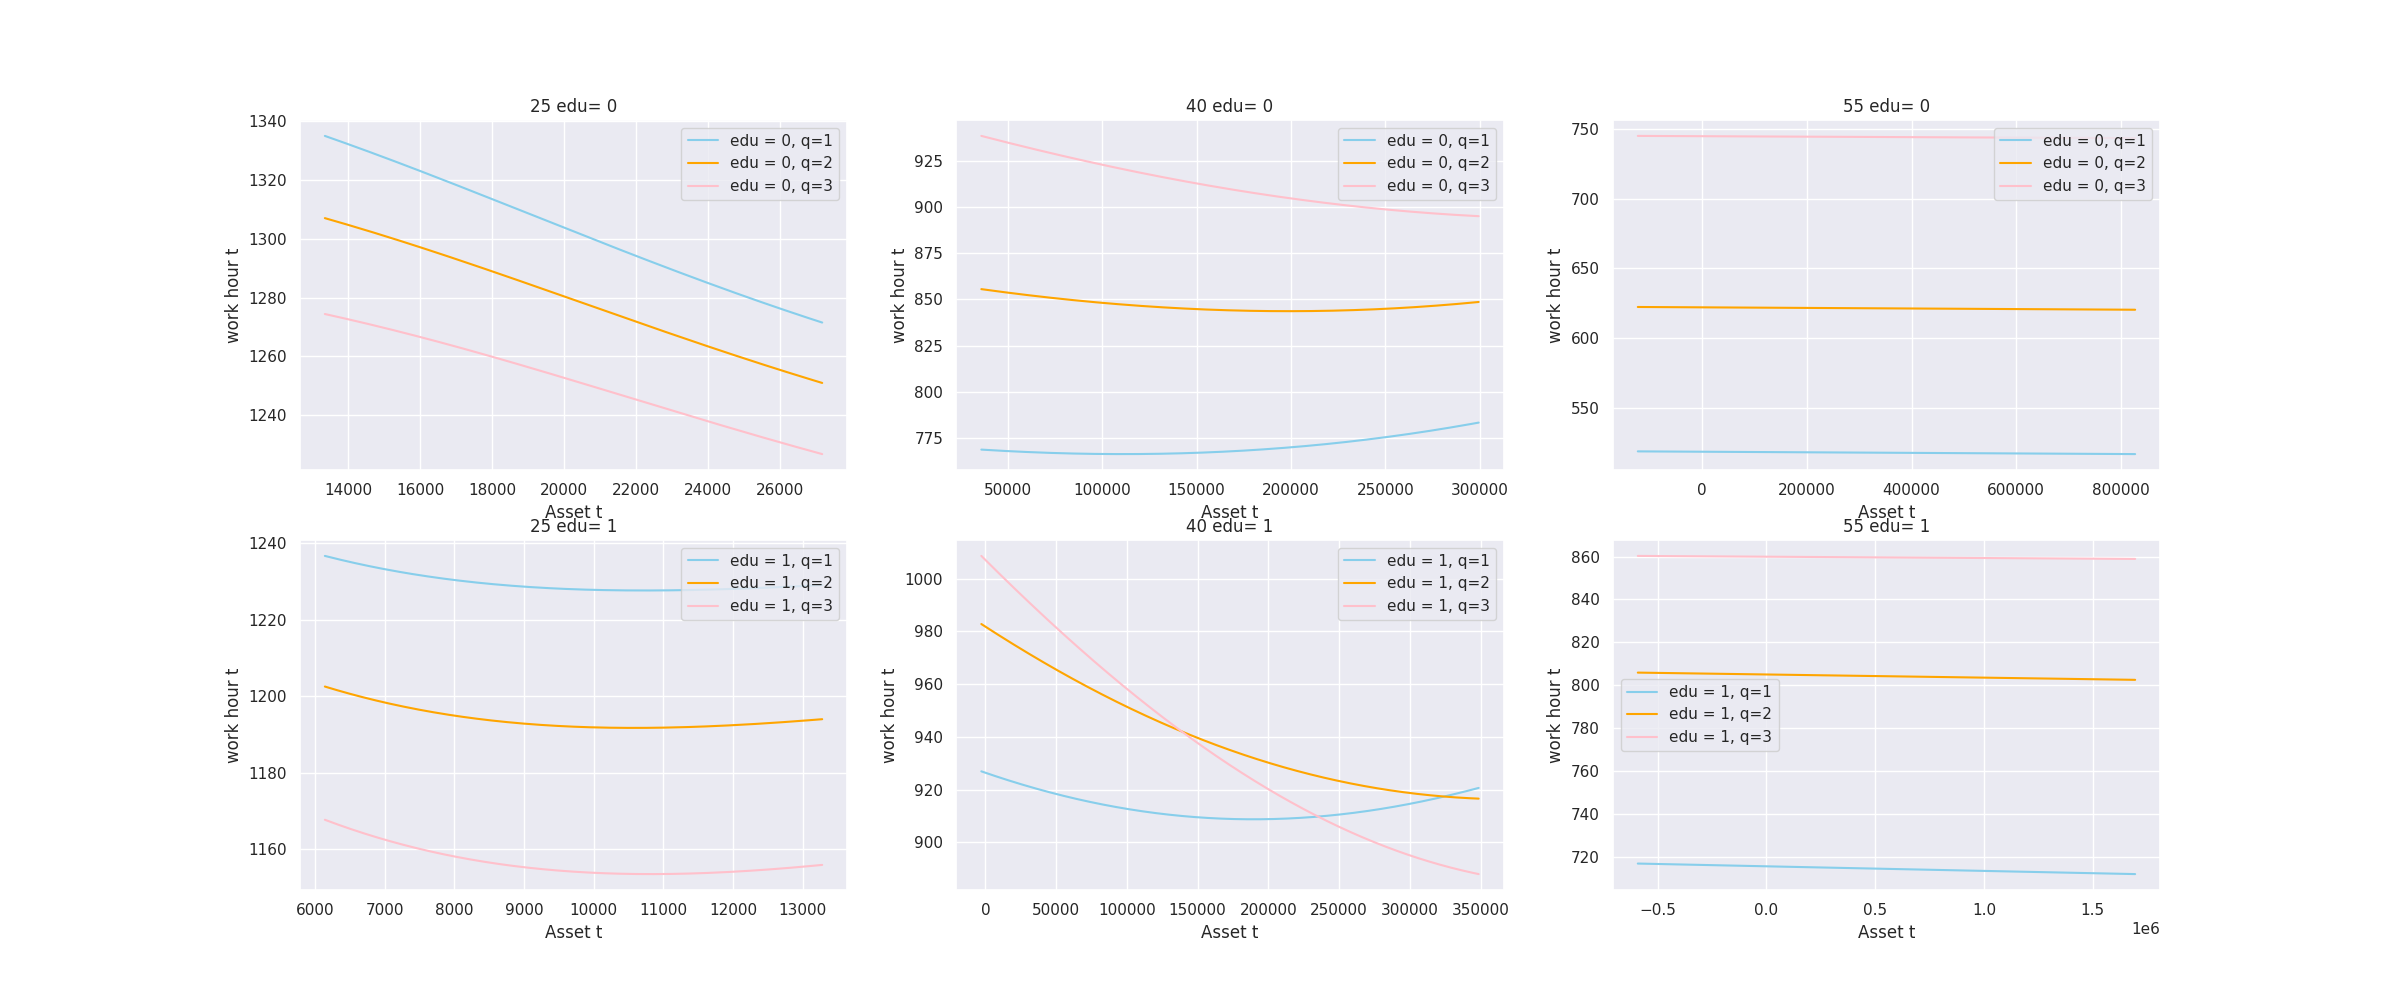 25 edu= 0
1340
1320
1300
1280
1260
1240
work hour t
edu = 0, q=1
edu = 0, q=2
edu = 0, q=3
14000 16000 18000 20000 22000 24000 26000
Asset t
40 edu= 0
925
900
875
850
825
800
775
work hour t
edu = 0, q=1
edu = 0, q=2
edu = 0, q=3
50000 100000 150000 200000 250000 300000
Asset t
55 edu= 0
750
700
650
600
550
work hour t
edu = 0, q=1
edu = 0, q=2
edu = 0, q=3
0 200000 400000 600000 800000
Asset t
25 edu= 1
1240
1220
1200
1180
1160
work hour t
edu = 1, q=1
edu = 1, q=2
edu = 1, q=3
6000 7000 8000 9000 10000 11000 12000 13000
Asset t
40 edu= 1
1000
980
960
940
920
900
work hour t
edu = 1, q=1
edu = 1, q=2
edu = 1, q=3
0 50000 100000 150000 200000 250000 300000 350000
Asset t
55 edu= 1
860
840
820
800
780
760
740
720
work hour t
edu = 1, q=1
edu = 1, q=2
edu = 1, q=3
−0.5 0.0 0.5 1.0 1.5
1e6
Asset t